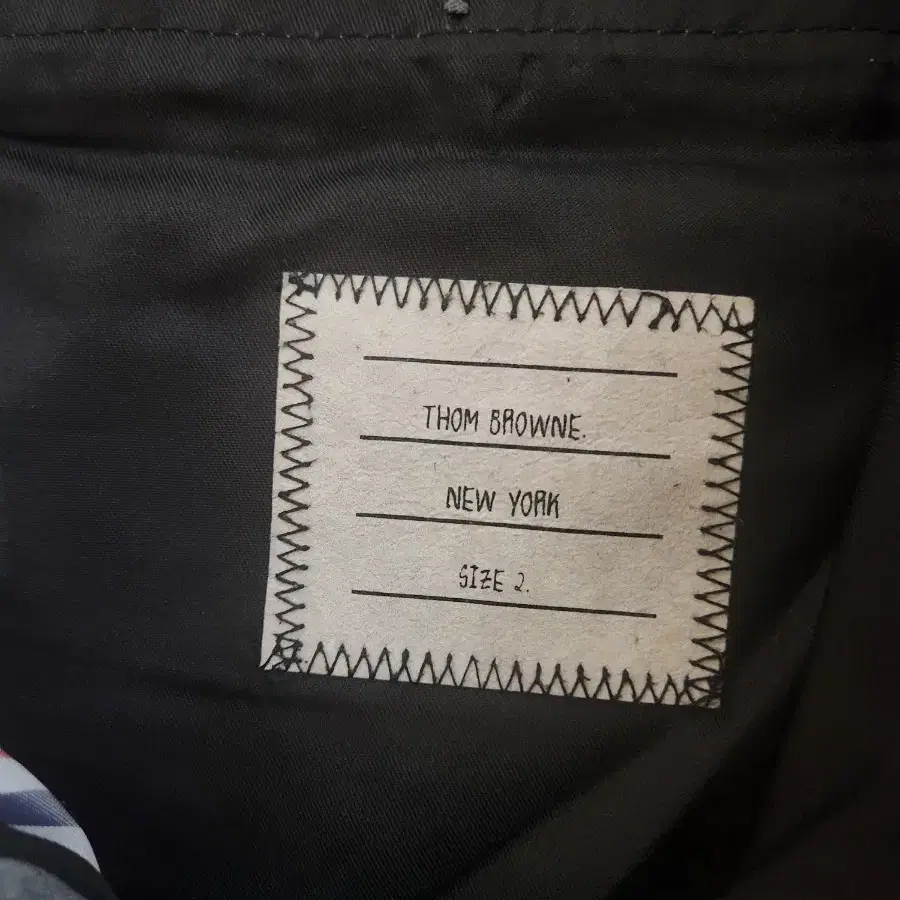 THOM BROWNE.
NEW YORK
SIZE 2.